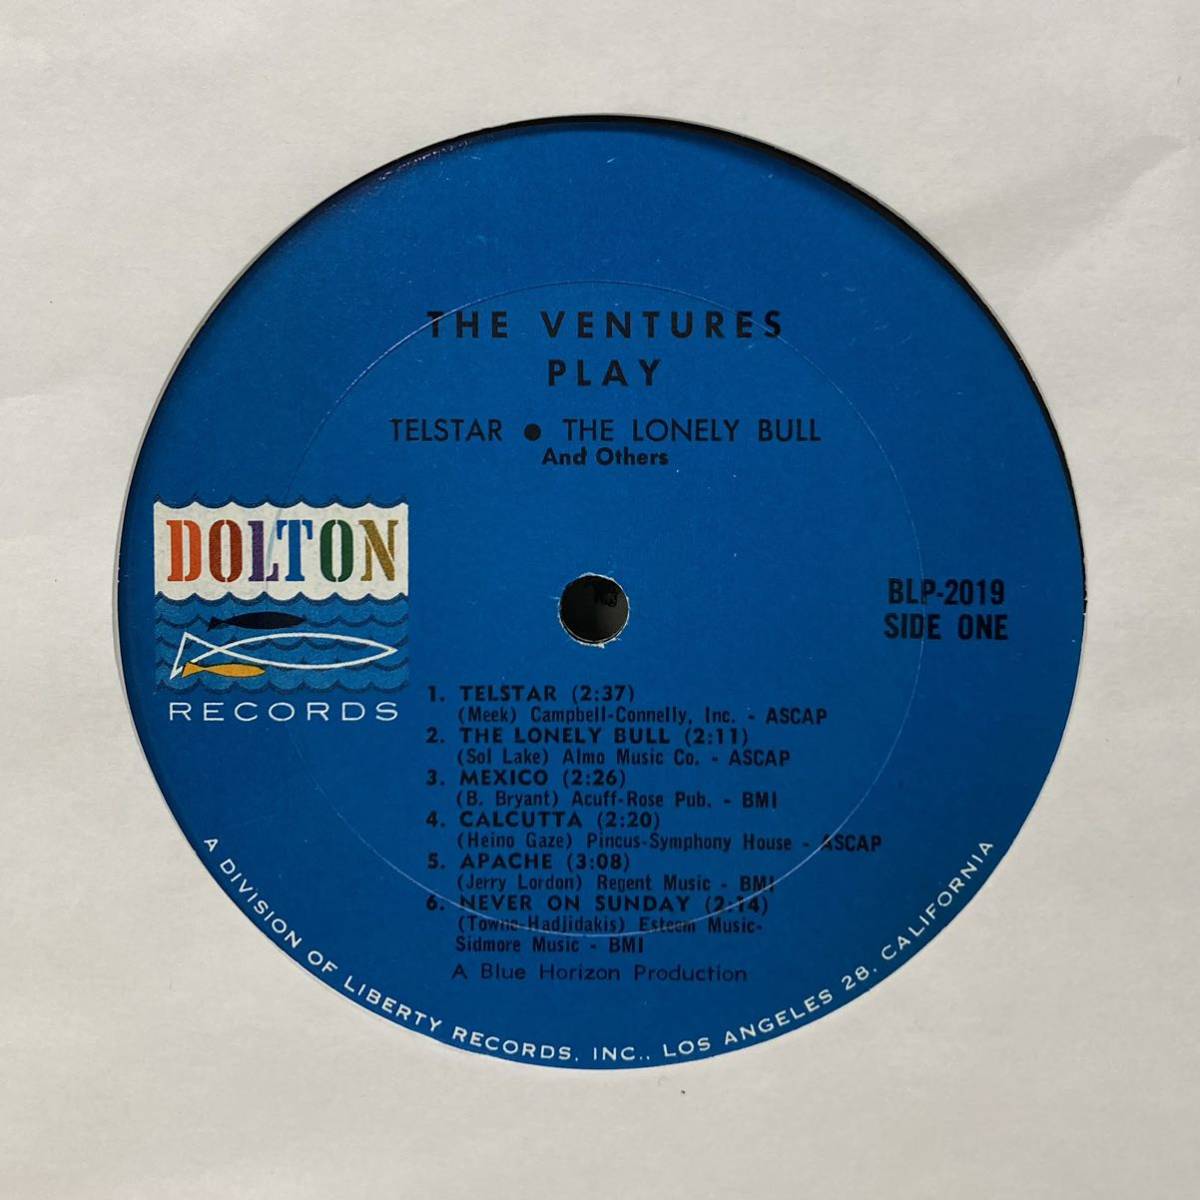 THE VENTURES
PLAY
TELSTAR • THE LONELY BULL
And Others
DOLTON
RECORDS
BLP-2019
SIDE ONE
1. TELSTAR (2:37)
(Meek) Campbell-Connelly, Inc. - ASCAP
2. THE LONELY BULL (2:11)
(Sol Lake) Almo Music Co. - ASCAP
3. MEXICO (2:26)
(B. Bryant) Acuff-Rose Pub. - BMI
4. CALCUTTA (2:20)
(Heino Gaze) Pincus-Symphony House - ASCAP
5. APACHE (3:08)
(Jerry Lordon) Regent Music - BMI
6. NEVER ON SUNDAY (2:14)
(Towne-Hadjidakis) Esteem Music-
Sidmore Music - BMI
A Blue Horizon Production
A DIVISION OF LIBERTY RECORDS, INC., LOS ANGELES 28, CALIFORNIA